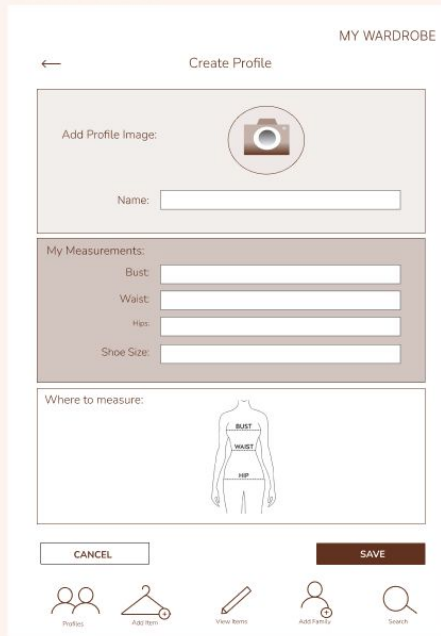 MY WARDROBE
Create Profile
Add Profile Image:
Name:
My Measurements:
Bust:
Waist:
Hips:
Shoe Size:
Where to measure:
BUST
WAIST
HIP
CANCEL SAVE
Profiles Add Item View Items Add Family Search